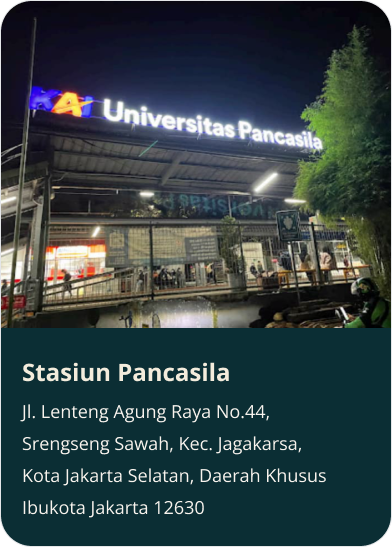 KAI Universitas Pancasila
Stasiun Pancasila
Jl. Lenteng Agung Raya No.44,
Srengseng Sawah, Kec. Jagakarsa,
Kota Jakarta Selatan, Daerah Khusus
Ibukota Jakarta 12630